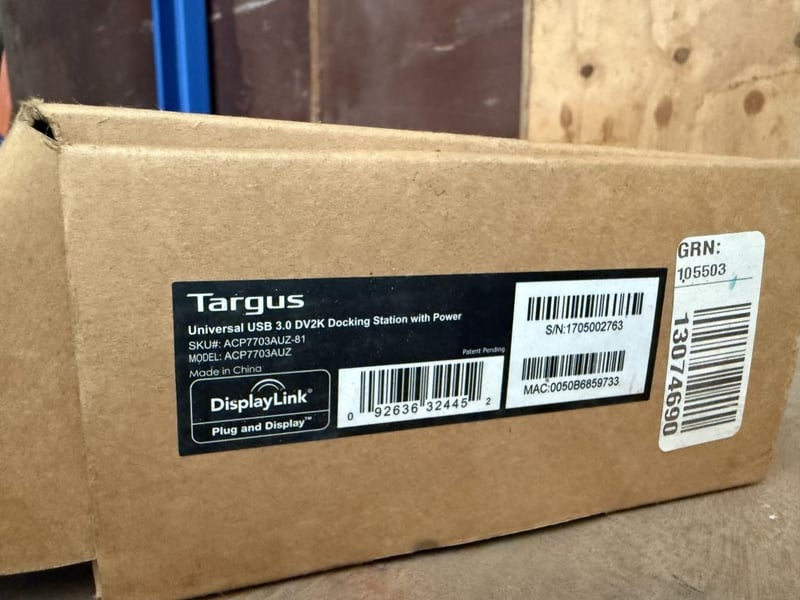 Targus
Universal USB 3.0 DV2K Docking Station with Power
SKU#: ACP7703AUZ-81
MODEL: ACP7703AUZ
Made in China
Patent Pending
DisplayLink®
Plug and Display™
0 92636 32445 2
S/N:1705002763
MAC:0050B6859733
GRN:
105503
13074690